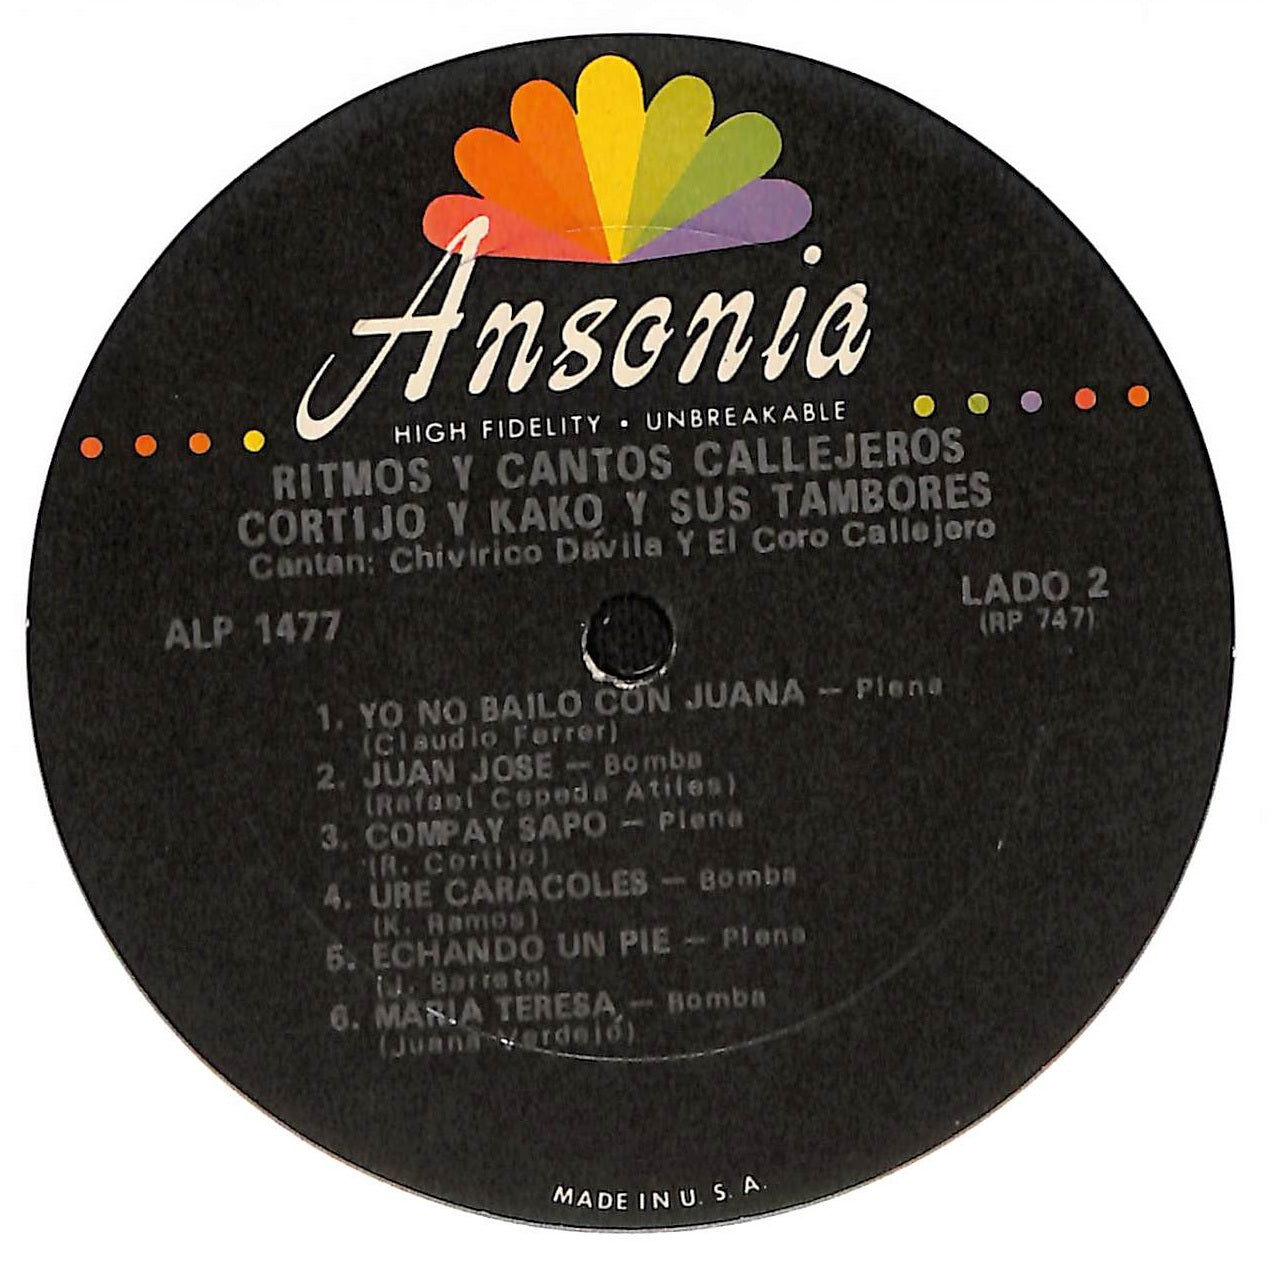 Ansonia
HIGH FIDELITY • UNBREAKABLE
RITMOS Y CANTOS CALLEJEROS
CORTIJO Y KAKO Y SUS TAMBORES
Cantan: Chivirico Dávila Y El Coro Callejero
LADO 2
ALP 1477
(RP 747)
1. YO NO BAILO CON JUANA – Plena
(Claudio Ferrer)
2. JUAN JOSE – Bomba
(Rafael Cepeda Atiles)
3. COMPAY SAPO – Plena
(R. Cortijo)
4. URE CARACOLES – Bomba
(K. Ramos)
5. ECHANDO UN PIE – Plena
(J. Barreto)
6. MARIA TERESA, – Bomba
(Juana Verdejo)
MADE IN U. S. A.